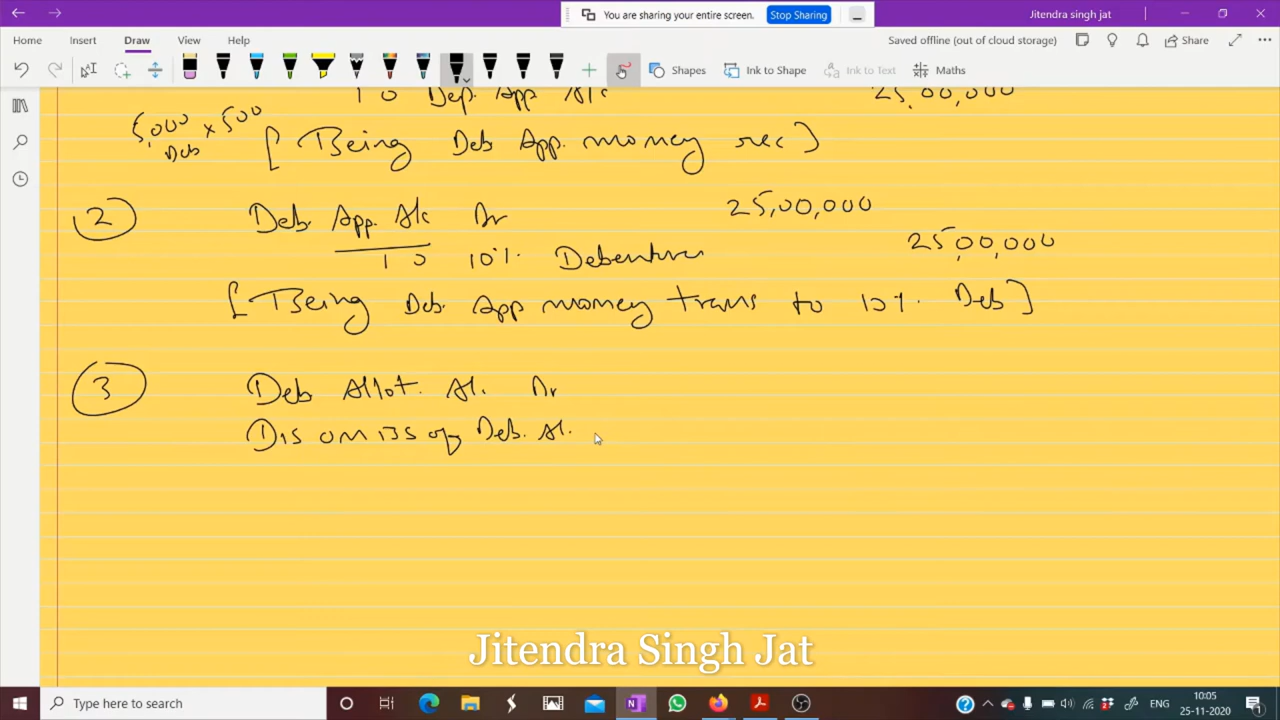 You are sharing your entire screen. Stop Sharing
Jitendra singh jat
Home Insert Draw View Help
Saved offline (out of cloud storage)
Share
Shapes Ink to Shape Ink to Text Maths
To Deb. App A/c 25,00,000
5,000 x 500
Deb
[Being Deb App. money rec]
2 Deb. App. A/c Dr 25,00,000
To 10%. Debenture 25,00,000
[Being Deb. App money trans to 10%. Deb]
3 Deb Allot. A/c. Dr
Dis on iss of Deb. A/c.
Jitendra Singh Jat
Type here to search
ENG
10:05
25-11-2020